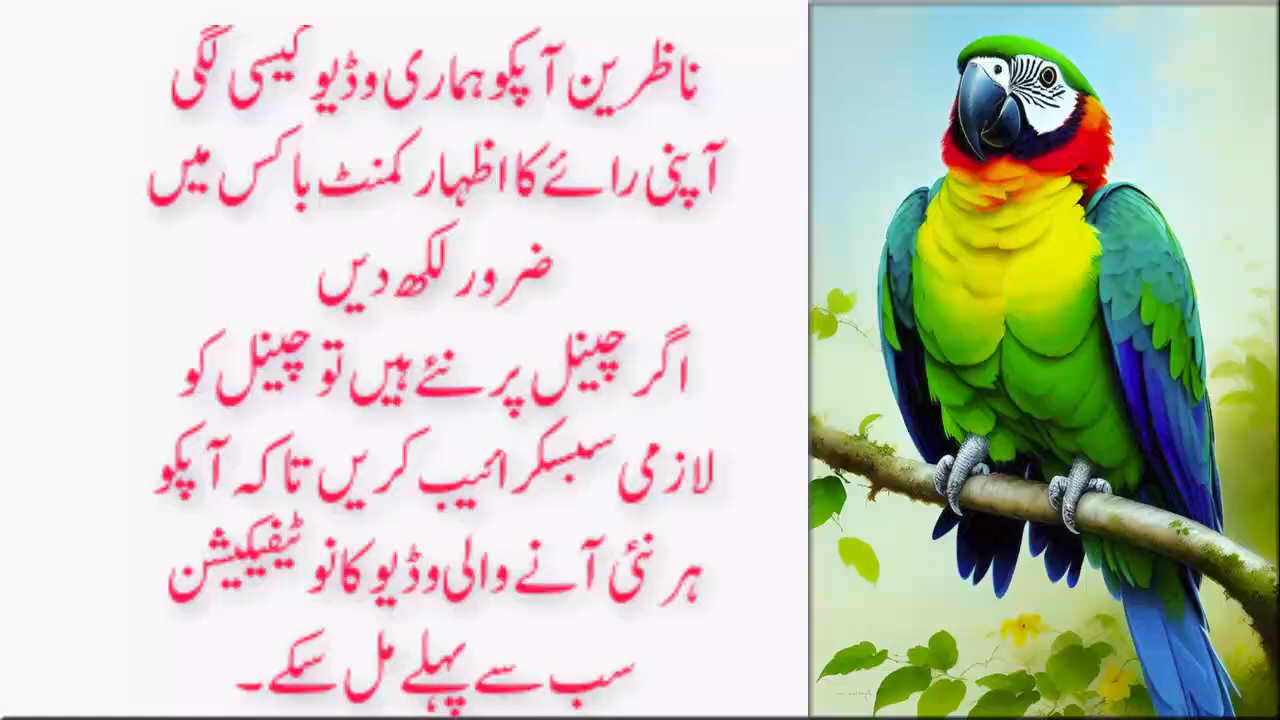 ناظرین آپکو ہماری وڈیو کیسی لگی
آپنی رائے کا اظہار کمنٹ باکس میں
ضرور لکھ دیں
اگر چینل پر نئے ہیں تو چینل کو
لازمی سبسکرائیب کریں تاکہ آپکو
ہر نئی آنے والی وڈیو کا نوٹیفیکیشن
سب سے پہلے مل سکے۔